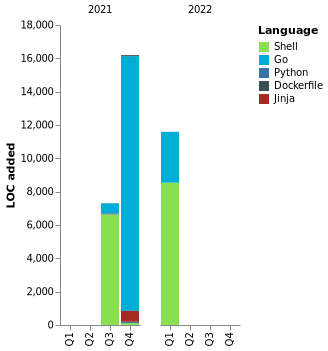 2021 2022
18,000
16,000
14,000
12,000
10,000
8,000
6,000
4,000
2,000
0
LOC added
Q1 Q2 Q3 Q4 Q1 Q2 Q3 Q4
Language
Shell
Go
Python
Dockerfile
Jinja